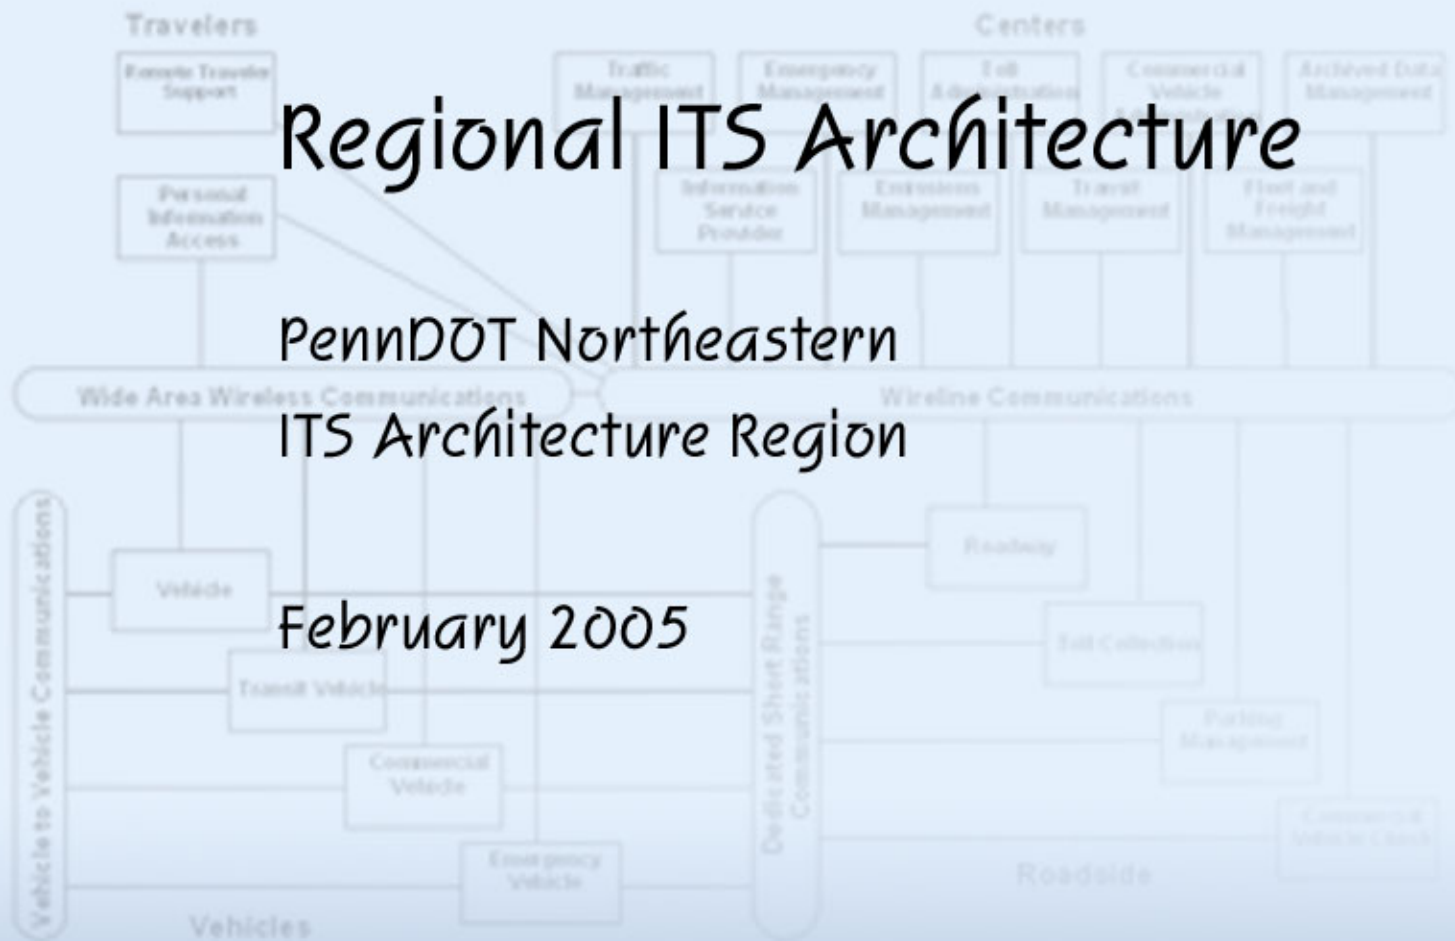 Travelers
Centers
Remote Traveler
Support
Traffic
Management
Emergency
Management
Toll
Administration
Commercial
Vehicle
Administration
Archived Data
Management
Regional ITS Architecture
Personal
Information
Access
Information
Service
Provider
Emissions
Management
Transit
Management
Fleet and
Freight
Management
PennDOT Northeastern
Wide Area Wireless Communications
Wireline Communications
ITS Architecture Region
Vehicle to Vehicle Communications
Dedicated Short Range
Communications
Roadway
Vehicle
February 2005
Toll Collection
Transit Vehicle
Parking
Management
Commercial
Vehicle
Commercial
Vehicle Check
Emergency
Vehicle
Roadside
Vehicles